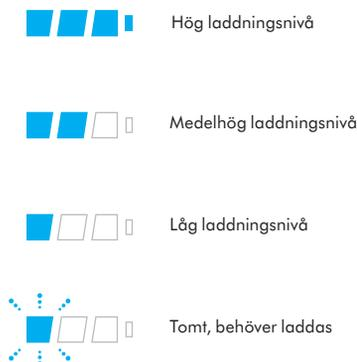 Hög laddningsnivå
Medelhög laddningsnivå
Låg laddningsnivå
Tomt, behöver laddas